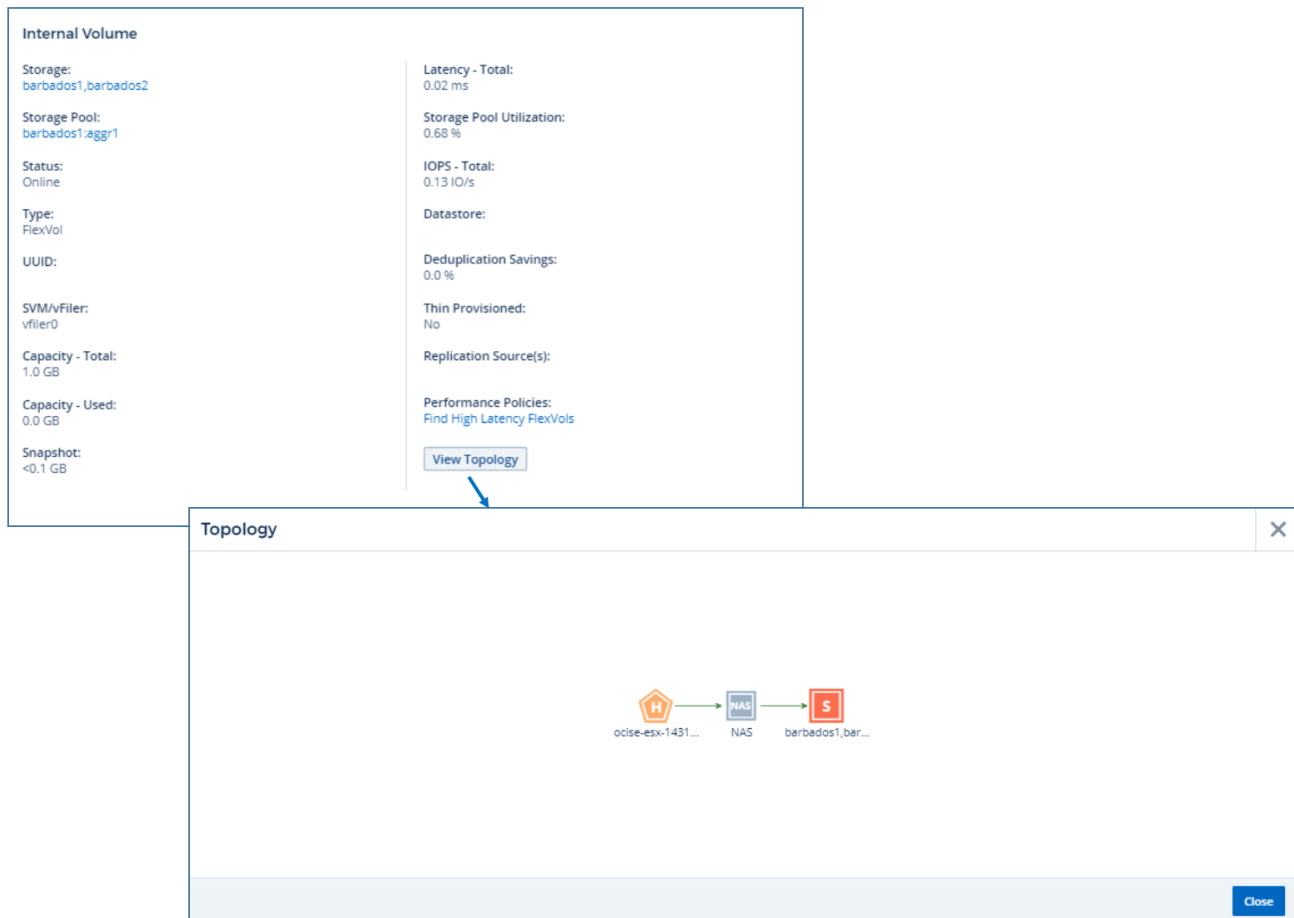 Internal Volume
Storage:
barbados1,barbados2
Storage Pool:
barbados1:aggr1
Status:
Online
Type:
FlexVol
UUID:
SVM/vFiler:
vfiler0
Capacity - Total:
1.0 GB
Capacity - Used:
0.0 GB
Snapshot:
<0.1 GB
Latency - Total:
0.02 ms
Storage Pool Utilization:
0.68 %
IOPS - Total:
0.13 IO/s
Datastore:
Deduplication Savings:
0.0 %
Thin Provisioned:
No
Replication Source(s):
Performance Policies:
Find High Latency FlexVols
View Topology
Topology
H
NAS
S
ocise-esx-1431...
NAS
barbados1,bar...
Close